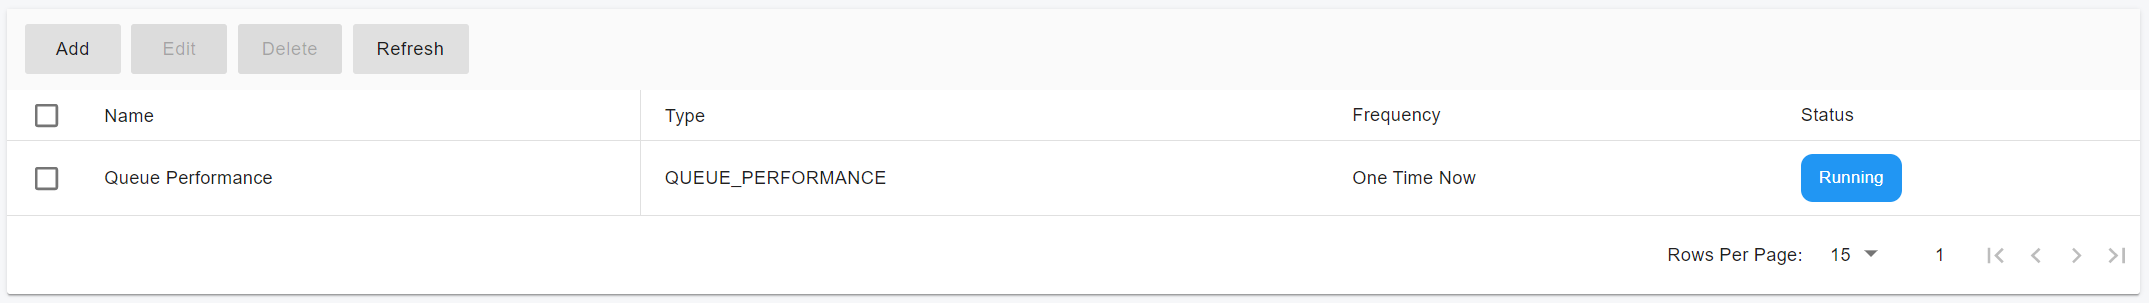 Add Edit Delete Refresh
Name Type Frequency Status
Queue Performance QUEUE_PERFORMANCE One Time Now Running
Rows Per Page: 15 1